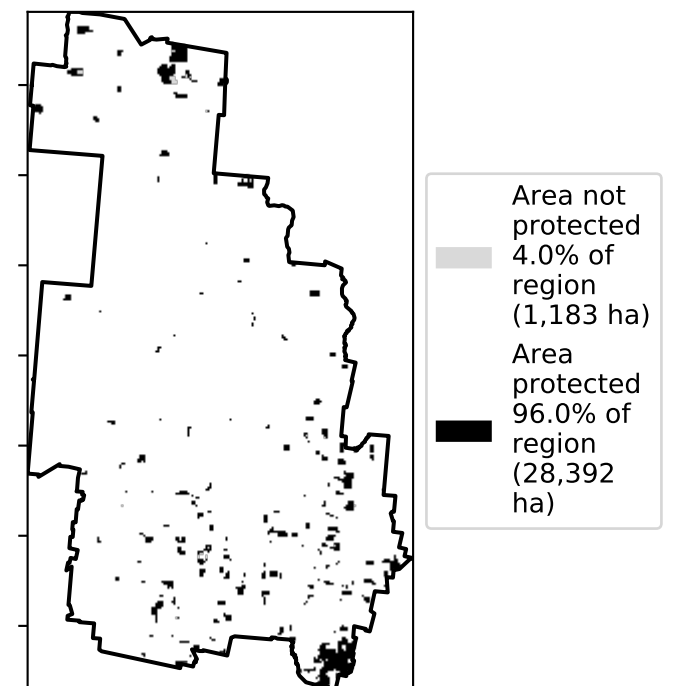 Area not
protected
4.0% of
region
(1,183 ha)
Area
protected
96.0% of
region
(28,392
ha)